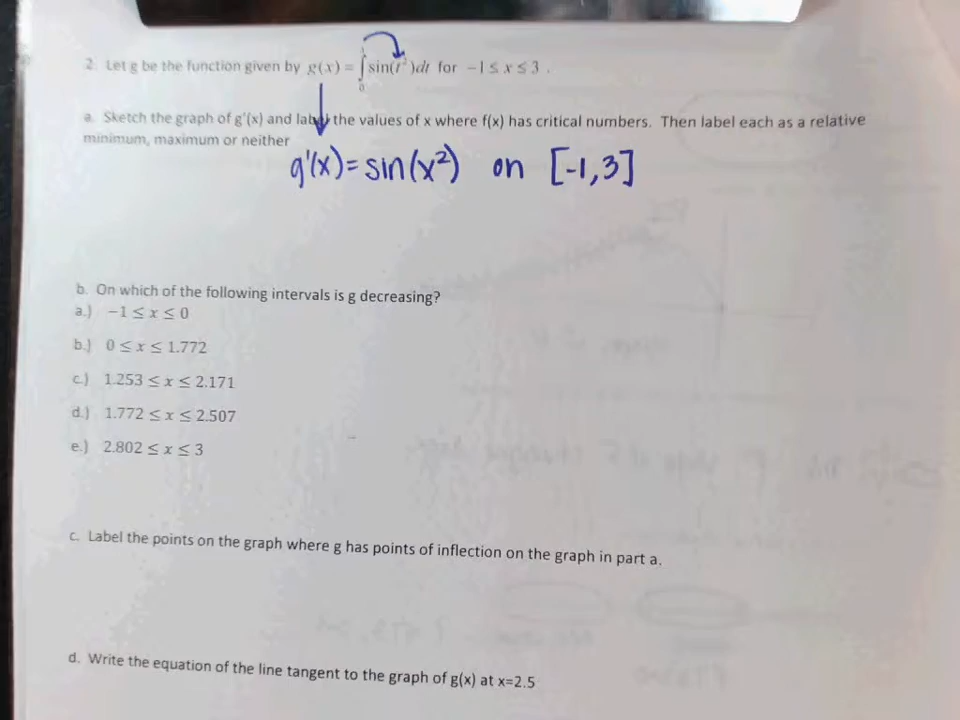 2. Let g be the function given by g(x) = ∫₀ˣ sin(t²)dt for −1 ≤ x ≤ 3.
a. Sketch the graph of g'(x) and label the values of x where f(x) has critical numbers. Then label each as a relative
minimum, maximum or neither
g'(x) = sin(x²) on [-1,3]
b. On which of the following intervals is g decreasing?
a.) −1 ≤ x ≤ 0
b.) 0 ≤ x ≤ 1.772
c.) 1.253 ≤ x ≤ 2.171
d.) 1.772 ≤ x ≤ 2.507
e.) 2.802 ≤ x ≤ 3
c. Label the points on the graph where g has points of inflection on the graph in part a.
d. Write the equation of the line tangent to the graph of g(x) at x=2.5